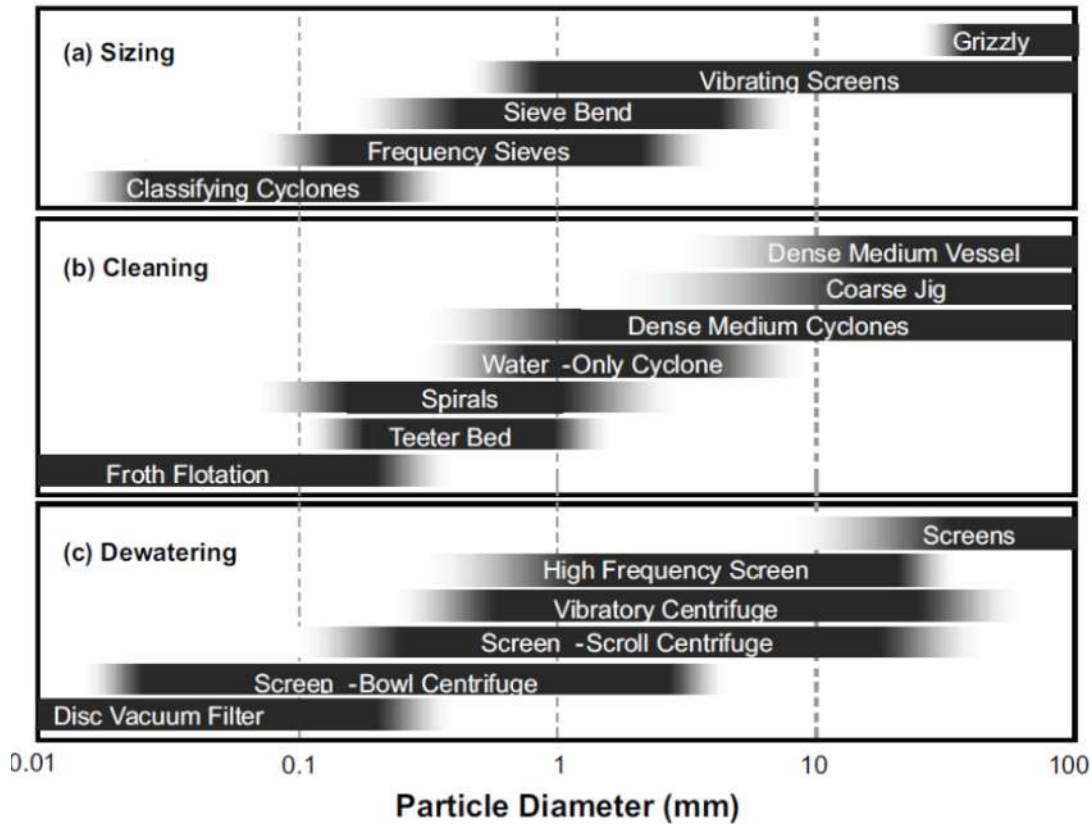 (a) Sizing
Grizzly
Vibrating Screens
Sieve Bend
Frequency Sieves
Classifying Cyclones
(b) Cleaning
Dense Medium Vessel
Coarse Jig
Dense Medium Cyclones
Water -Only Cyclone
Spirals
Teeter Bed
Froth Flotation
(c) Dewatering
Screens
High Frequency Screen
Vibratory Centrifuge
Screen -Scroll Centrifuge
Screen -Bowl Centrifuge
Disc Vacuum Filter
0.01 0.1 1 10 100
Particle Diameter (mm)